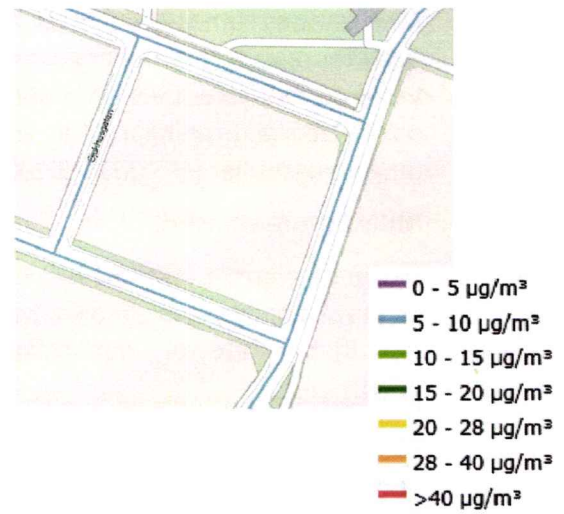 Sjukhusgatan
0 - 5 µg/m³
5 - 10 µg/m³
10 - 15 µg/m³
15 - 20 µg/m³
20 - 28 µg/m³
28 - 40 µg/m³
>40 µg/m³